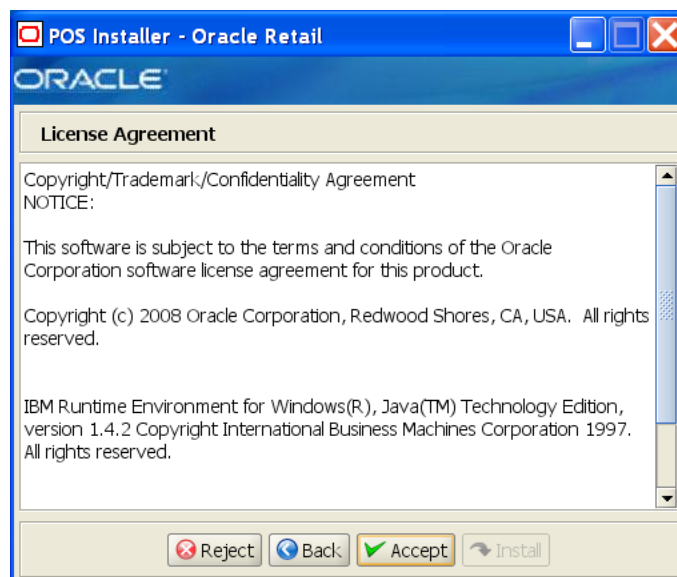 POS Installer - Oracle Retail
ORACLE
License Agreement
Copyright/Trademark/Confidentiality Agreement
NOTICE:
This software is subject to the terms and conditions of the Oracle
Corporation software license agreement for this product.
Copyright (c) 2008 Oracle Corporation, Redwood Shores, CA, USA.  All rights
reserved.
IBM Runtime Environment for Windows(R), Java(TM) Technology Edition,
version 1.4.2 Copyright International Business Machines Corporation 1997.
All rights reserved.
Reject Back Accept Install